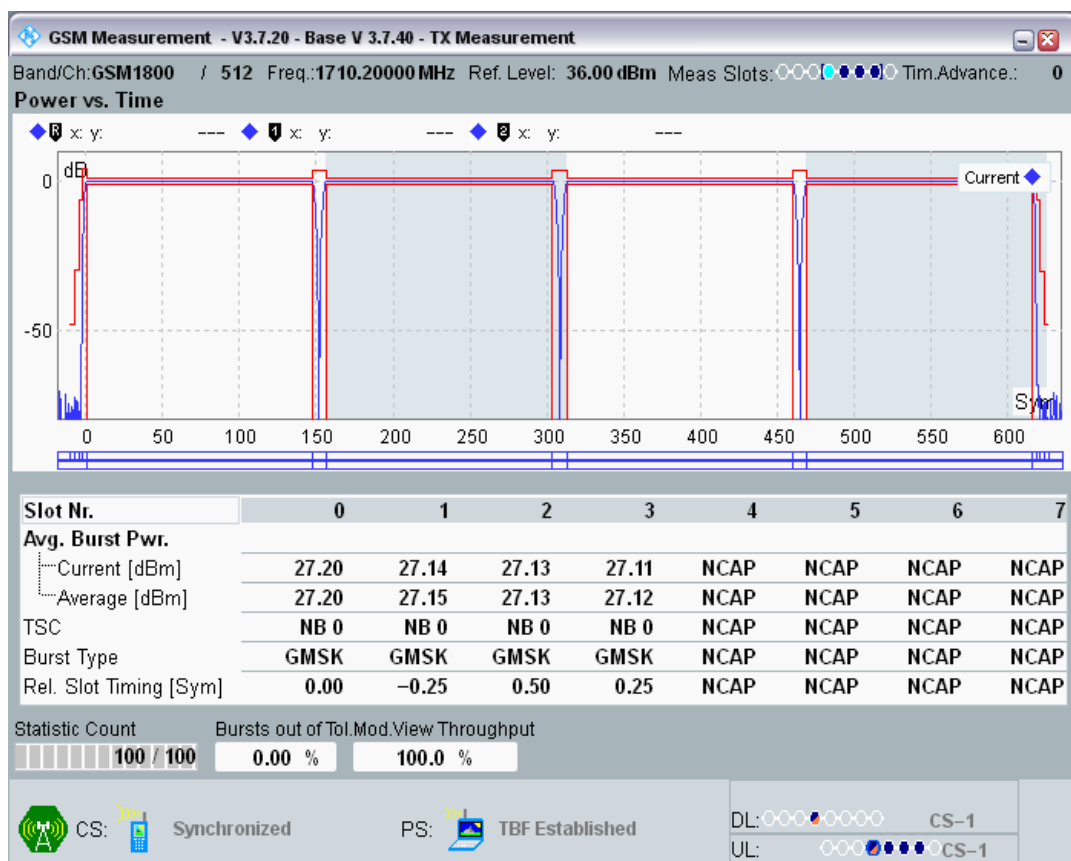 GSM Measurement - V3.7.20 - Base V 3.7.40 - TX Measurement
Band/Ch:GSM1800 / 512 Freq.:1710.20000 MHz Ref. Level: 36.00 dBm Meas Slots: Tim.Advance.: 0
Power vs. Time
R x: y: --- 1 x: y: --- 2 x: y: ---
dB
Current
0
-50
Sym
0 50 100 150 200 250 300 350 400 450 500 550 600
Slot Nr. 0 1 2 3 4 5 6 7
Avg. Burst Pwr.
Current [dBm] 27.20 27.14 27.13 27.11 NCAP NCAP NCAP NCAP
Average [dBm] 27.20 27.15 27.13 27.12 NCAP NCAP NCAP NCAP
TSC NB 0 NB 0 NB 0 NB 0 NCAP NCAP NCAP NCAP
Burst Type GMSK GMSK GMSK GMSK NCAP NCAP NCAP NCAP
Rel. Slot Timing [Sym] 0.00 −0.25 0.50 0.25 NCAP NCAP NCAP NCAP
Statistic Count Bursts out of Tol.Mod.View Throughput
100 / 100 0.00 % 100.0 %
CS: Synchronized PS: TBF Established
DL: CS−1
UL: CS−1